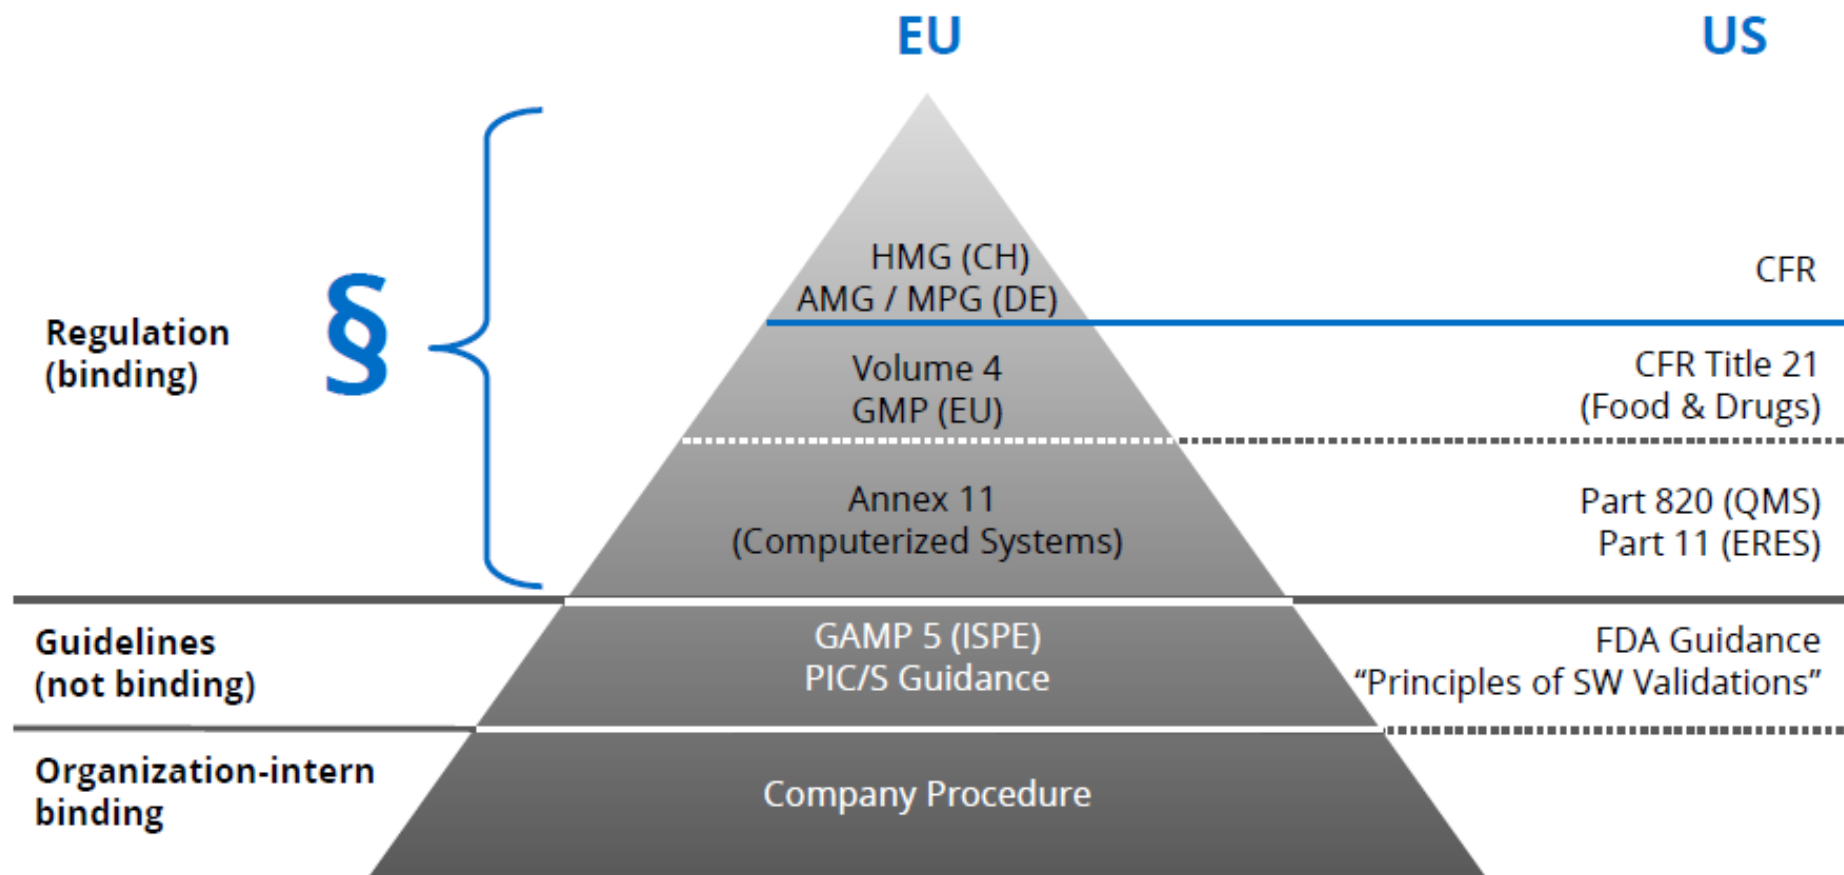 EU
US
HMG (CH)
AMG / MPG (DE)
CFR
Regulation
(binding)
§
Volume 4
GMP (EU)
CFR Title 21
(Food & Drugs)
Annex 11
(Computerized Systems)
Part 820 (QMS)
Part 11 (ERES)
Guidelines
(not binding)
GAMP 5 (ISPE)
PIC/S Guidance
FDA Guidance
“Principles of SW Validations”
Organization-intern
binding
Company Procedure